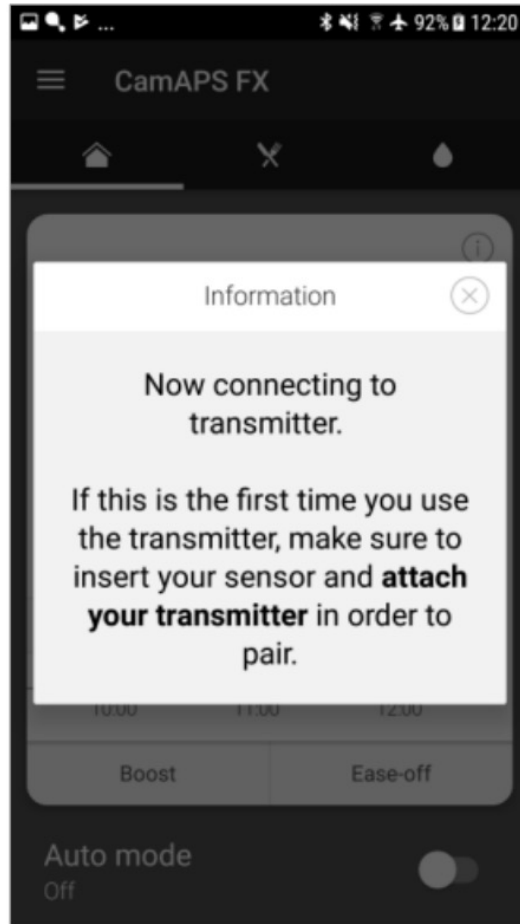 ... 92% 12:20
CamAPS FX
Information
Now connecting to
transmitter.
If this is the first time you use
the transmitter, make sure to
insert your sensor and attach
your transmitter in order to
pair.
10:00 11:00 12:00
Boost Ease-off
Auto mode
Off